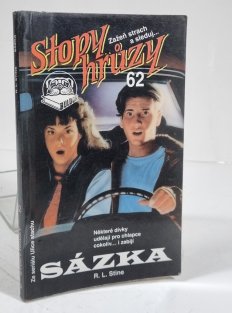 Stopy hrůzy
Zažeň strach
a sleduj...
62
Některé dívky
udělají pro chlapce
cokoliv... i zabijí
SÁZKA
R. L. Stine
Ze seriálu Ulice strachu